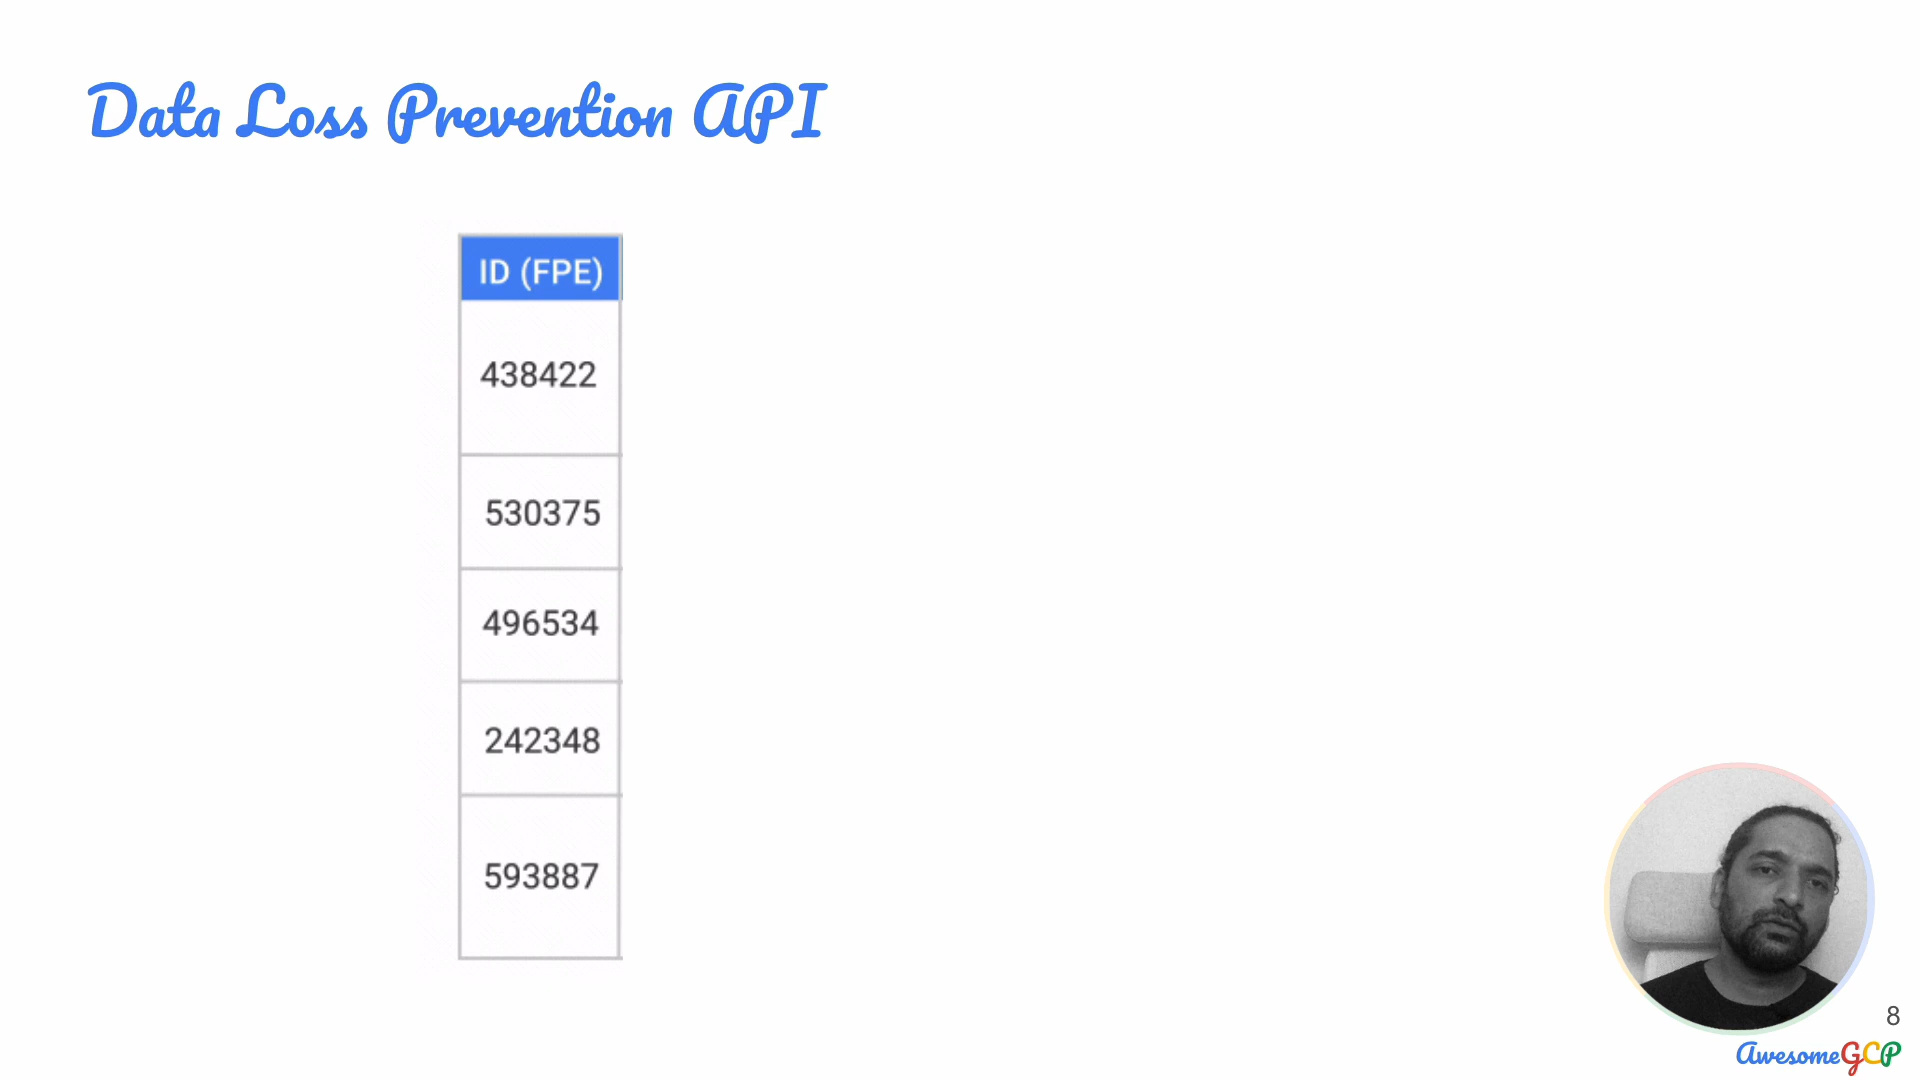 Data Loss Prevention API
ID (FPE)
438422
530375
496534
242348
593887
8
AwesomeGCP